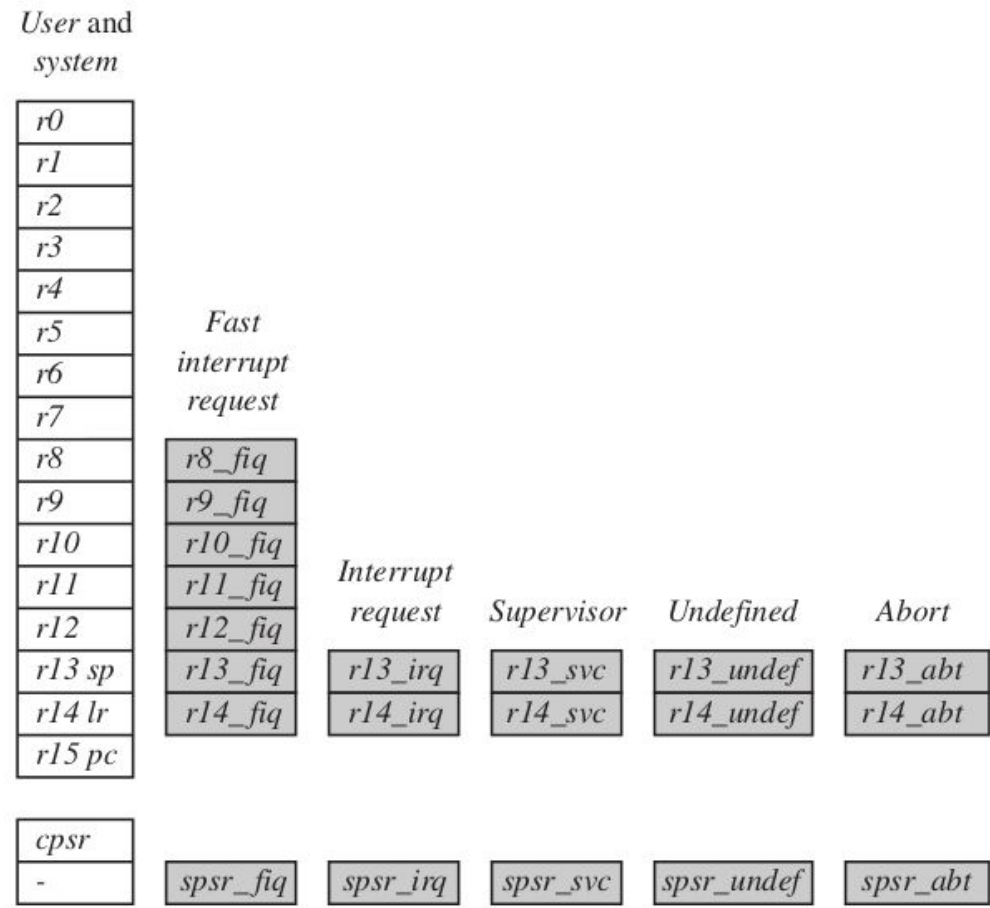 User and
system
r0
r1
r2
r3
r4
r5
r6
r7
r8
r9
r10
r11
r12
r13 sp
r14 lr
r15 pc
cpsr
-
Fast
interrupt
request
r8_fiq
r9_fiq
r10_fiq
r11_fiq
r12_fiq
r13_fiq
r14_fiq
spsr_fiq
Interrupt
request
r13_irq
r14_irq
spsr_irq
Supervisor
r13_svc
r14_svc
spsr_svc
Undefined
r13_undef
r14_undef
spsr_undef
Abort
r13_abt
r14_abt
spsr_abt